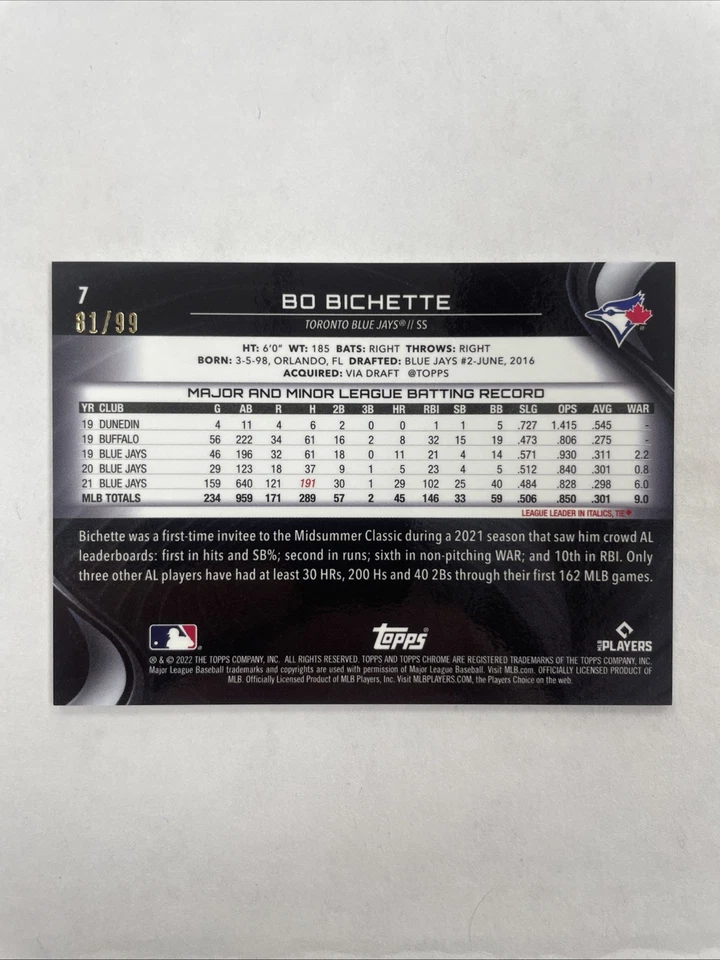 7
81/99
BO BICHETTE
TORONTO BLUE JAYS® // SS
HT: 6'0" WT: 185 BATS: RIGHT THROWS: RIGHT
BORN: 3-5-98, ORLANDO, FL DRAFTED: BLUE JAYS #2-JUNE, 2016
ACQUIRED: VIA DRAFT @TOPPS
MAJOR AND MINOR LEAGUE BATTING RECORD
YR CLUB G AB R H 2B 3B HR RBI SB BB SLG OPS AVG WAR
19 DUNEDIN 4 11 4 6 2 0 0 1 1 5 .727 1.415 .545 -
19 BUFFALO 56 222 34 61 16 2 8 32 15 19 .473 .806 .275 -
19 BLUE JAYS 46 196 32 61 18 0 11 21 4 14 .571 .930 .311 2.2
20 BLUE JAYS 29 123 18 37 9 1 5 23 4 5 .512 .840 .301 0.8
21 BLUE JAYS 159 640 121 191 30 1 29 102 25 40 .484 .828 .298 6.0
MLB TOTALS 234 959 171 289 57 2 45 146 33 59 .506 .850 .301 9.0
LEAGUE LEADER IN ITALICS, TIE♦
Bichette was a first-time invitee to the Midsummer Classic during a 2021 season that saw him crowd AL
leaderboards: first in hits and SB%; second in runs; sixth in non-pitching WAR; and 10th in RBI. Only
three other AL players have had at least 30 HRs, 200 Hs and 40 2Bs through their first 162 MLB games.
TOPPS®
MLB PLAYERS
® & © 2022 THE TOPPS COMPANY, INC. ALL RIGHTS RESERVED. TOPPS AND TOPPS CHROME ARE REGISTERED TRADEMARKS OF THE TOPPS COMPANY, INC.
Major League Baseball trademarks and copyrights are used with permission of Major League Baseball. Visit MLB.com. OFFICIALLY LICENSED PRODUCT OF
MLB. Officially Licensed Product of MLB Players, Inc. Visit MLBPLAYERS.COM, the Players Choice on the web.